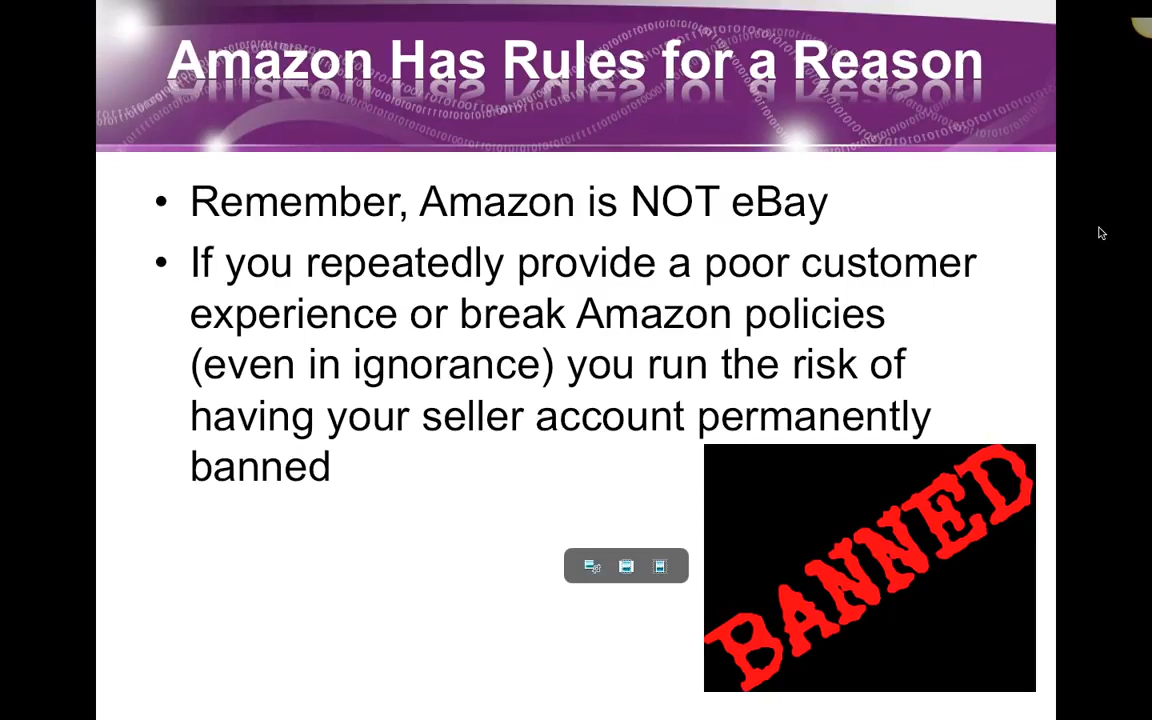 Amazon Has Rules for a Reason
• Remember, Amazon is NOT eBay
• If you repeatedly provide a poor customer
experience or break Amazon policies
(even in ignorance) you run the risk of
having your seller account permanently
banned
BANNED